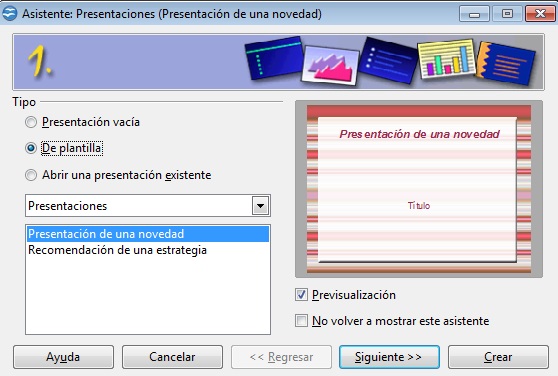 Asistente: Presentaciones (Presentación de una novedad)
1.
Tipo
Presentación vacía
De plantilla
Abrir una presentación existente
Presentaciones
Presentación de una novedad
Recomendación de una estrategia
Presentación de una novedad
Título
Previsualización
No volver a mostrar este asistente
Ayuda
Cancelar
<< Regresar
Siguiente >>
Crear